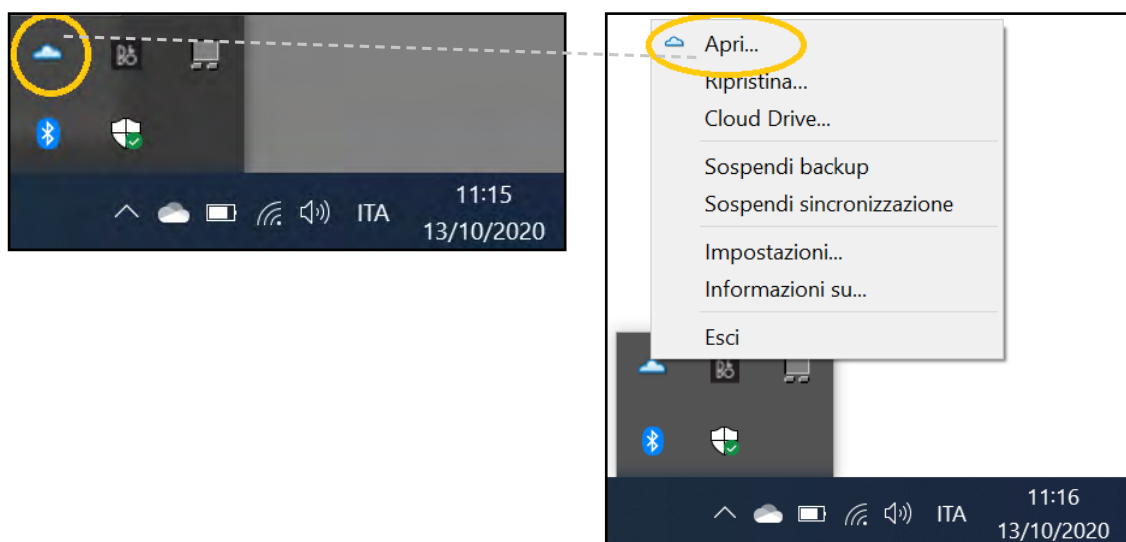 11:15
ITA
13/10/2020
Apri...
Ripristina...
Cloud Drive...
Sospendi backup
Sospendi sincronizzazione
Impostazioni...
Informazioni su...
Esci
11:16
ITA
13/10/2020